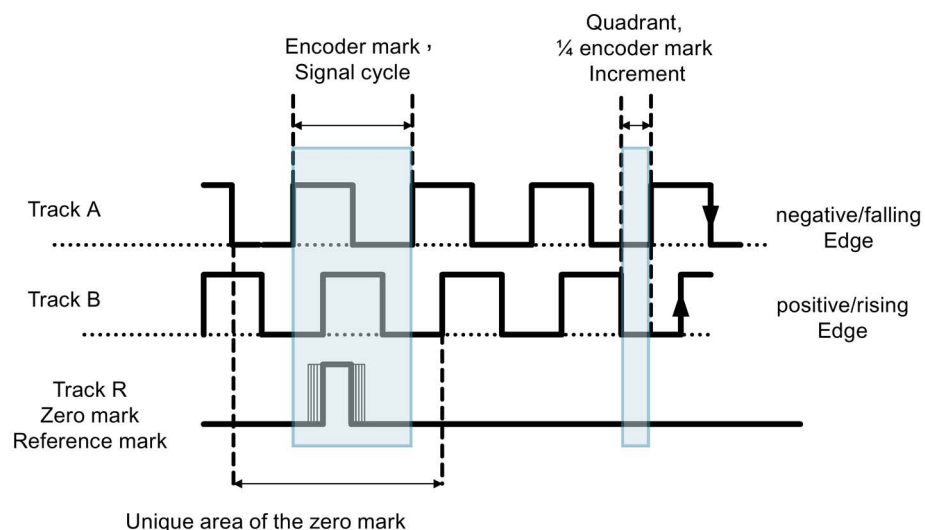 Encoder mark，
Signal cycle
Quadrant,
¼ encoder mark
Increment
Track A
negative/falling
Edge
Track B
positive/rising
Edge
Track R
Zero mark
Reference mark
Unique area of the zero mark